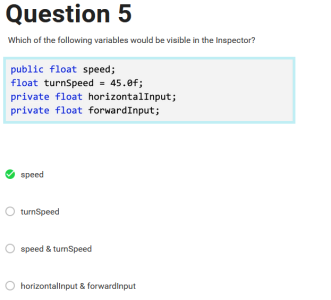 Question 5
Which of the following variables would be visible in the Inspector?
public float speed;
float turnSpeed = 45.0f;
private float horizontalInput;
private float forwardInput;
speed
turnSpeed
speed & turnSpeed
horizontalInput & forwardInput